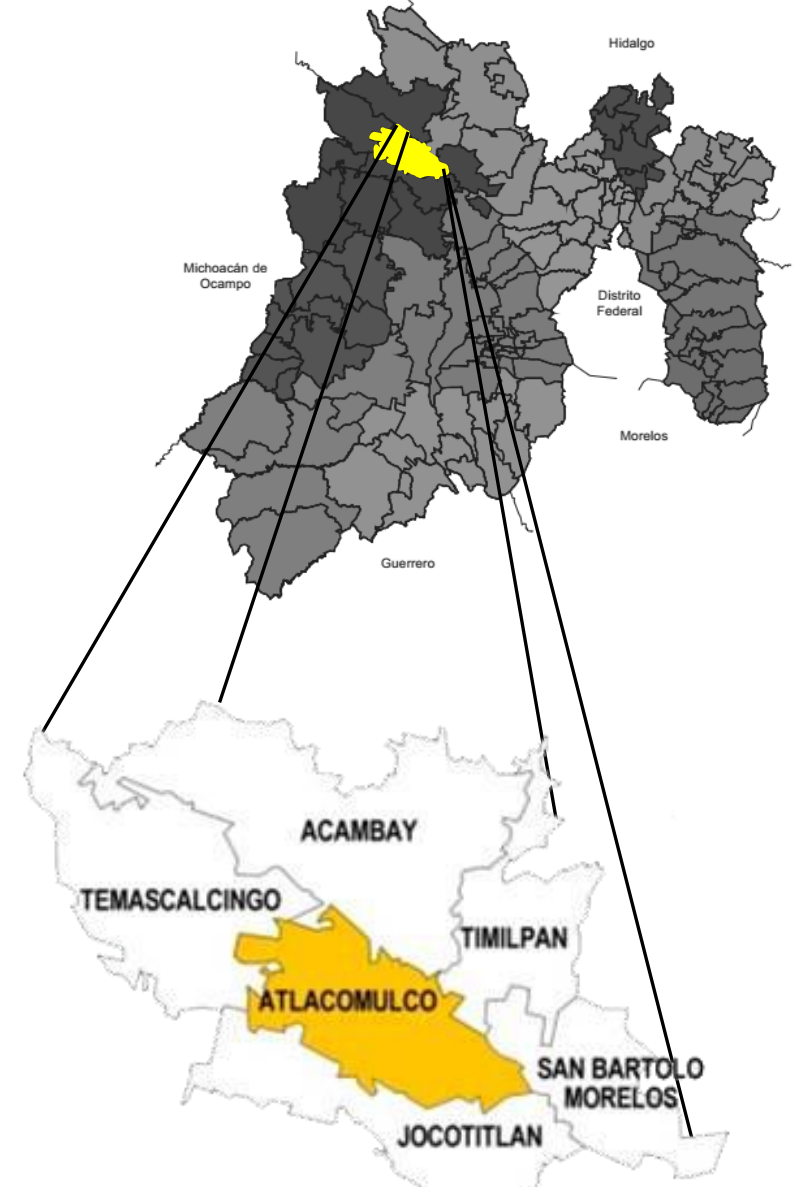 Hidalgo
Michoacán de
Ocampo
Distrito
Federal
Morelos
Guerrero
ACAMBAY
TEMASCALCINGO
TIMILPAN
ATLACOMULCO
SAN BARTOLO
MORELOS
JOCOTITLAN